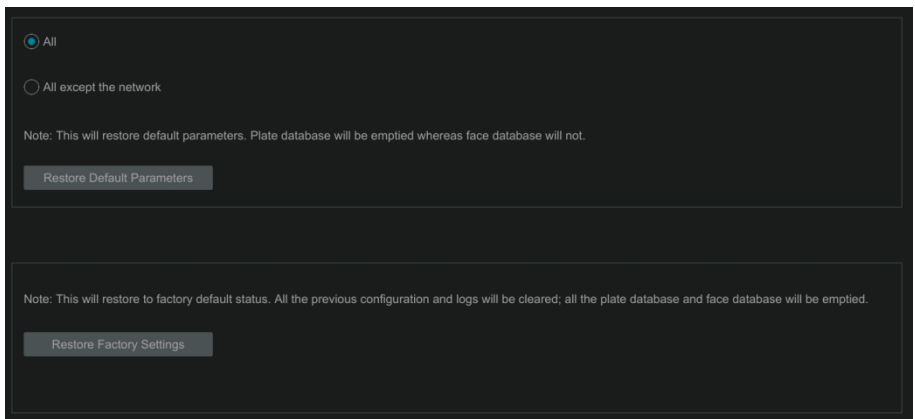 All
All except the network
Note: This will restore default parameters. Plate database will be emptied whereas face database will not.
Restore Default Parameters
Note: This will restore to factory default status. All the previous configuration and logs will be cleared; all the plate database and face database will be emptied.
Restore Factory Settings